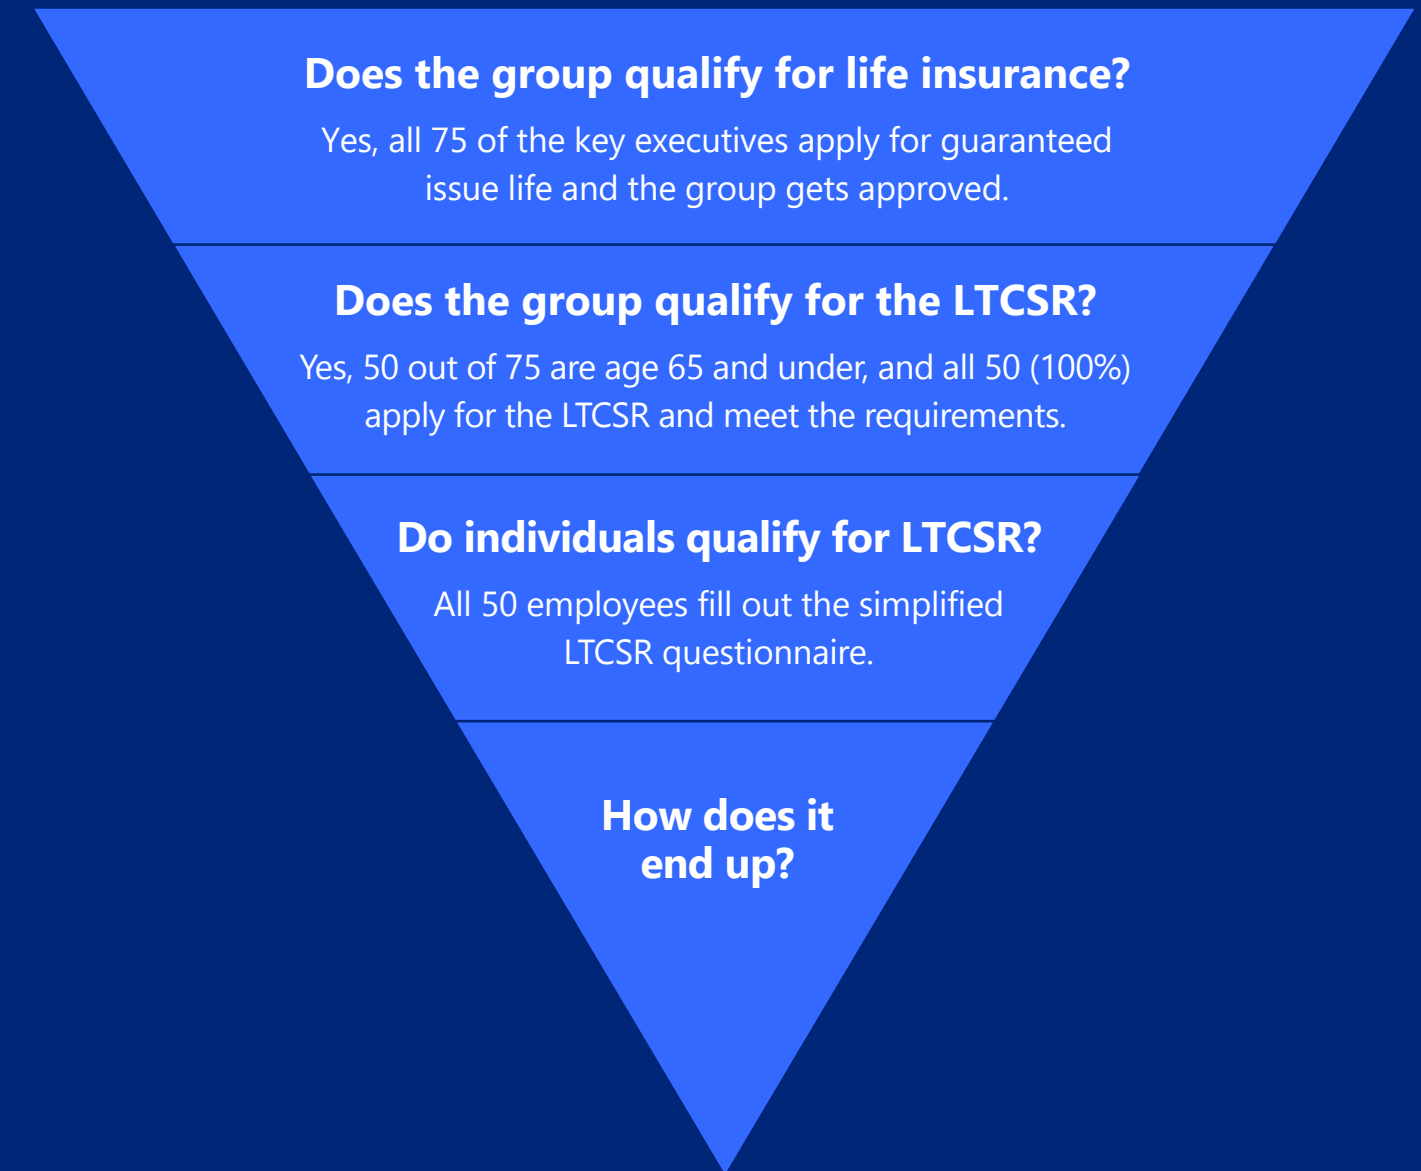 Does the group qualify for life insurance?
Yes, all 75 of the key executives apply for guaranteed
issue life and the group gets approved.
Does the group qualify for the LTCSR?
Yes, 50 out of 75 are age 65 and under, and all 50 (100%)
apply for the LTCSR and meet the requirements.
Do individuals qualify for LTCSR?
All 50 employees fill out the simplified
LTCSR questionnaire.
How does it
end up?